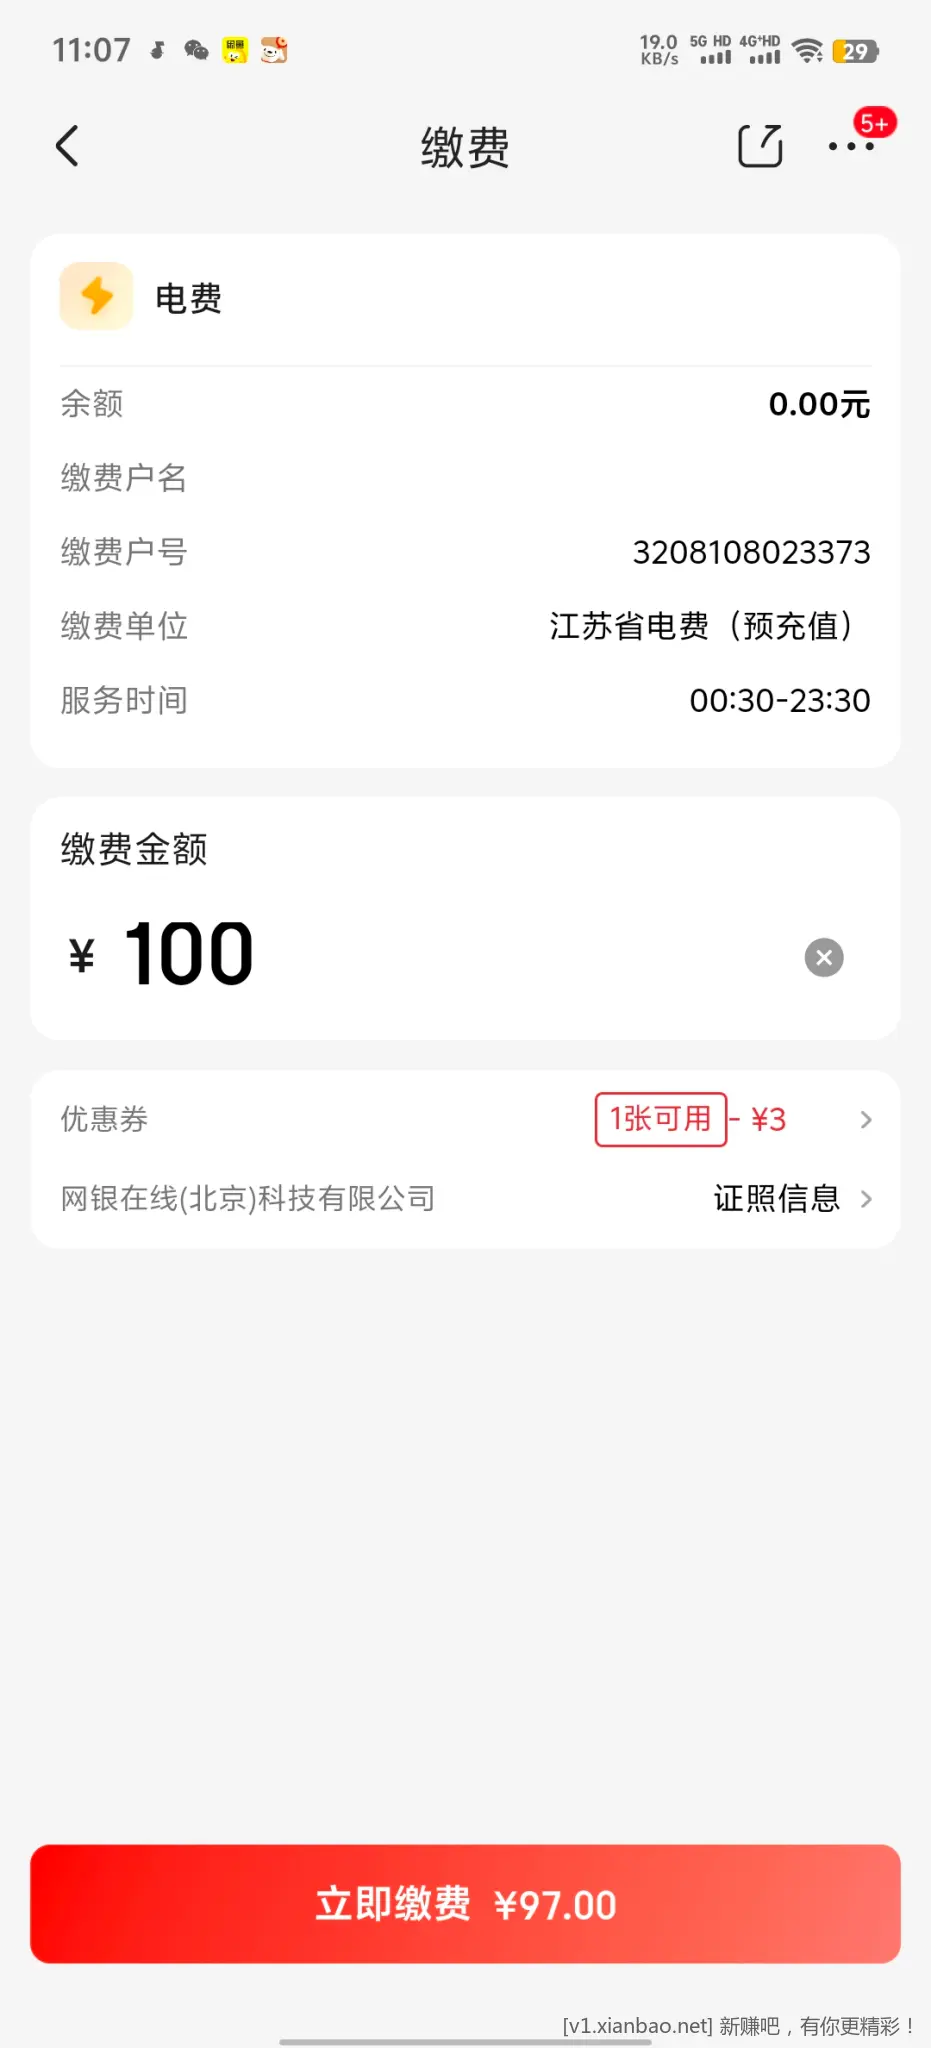 11:07
19.0 KB/s 5G HD 4G+HD 29
缴费
5+
电费
余额 0.00元
缴费户名
缴费户号 3208108023373
缴费单位 江苏省电费（预充值）
服务时间 00:30-23:30
缴费金额
¥ 100
优惠券 1张可用 - ¥3
网银在线(北京)科技有限公司 证照信息
立即缴费 ¥97.00
[v1.xianbao.net] 新赚吧，有你更精彩！